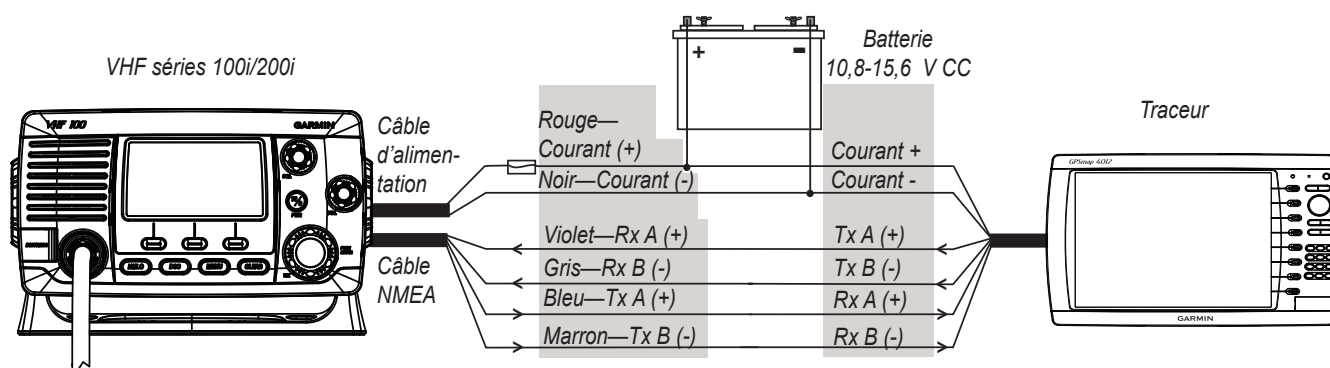 VHF séries 100i/200i
Batterie
10,8-15,6 V CC
Traceur
VHF 100
GARMIN
Câble
d'alimen-
tation
Câble
NMEA
+
-
Rouge—
Courant (+)
Noir—Courant (-)
Violet—Rx A (+)
Gris—Rx B (-)
Bleu—Tx A (+)
Marron—Tx B (-)
Courant +
Courant -
Tx A (+)
Tx B (-)
Rx A (+)
Rx B (-)
GPSmap 4012
GARMIN